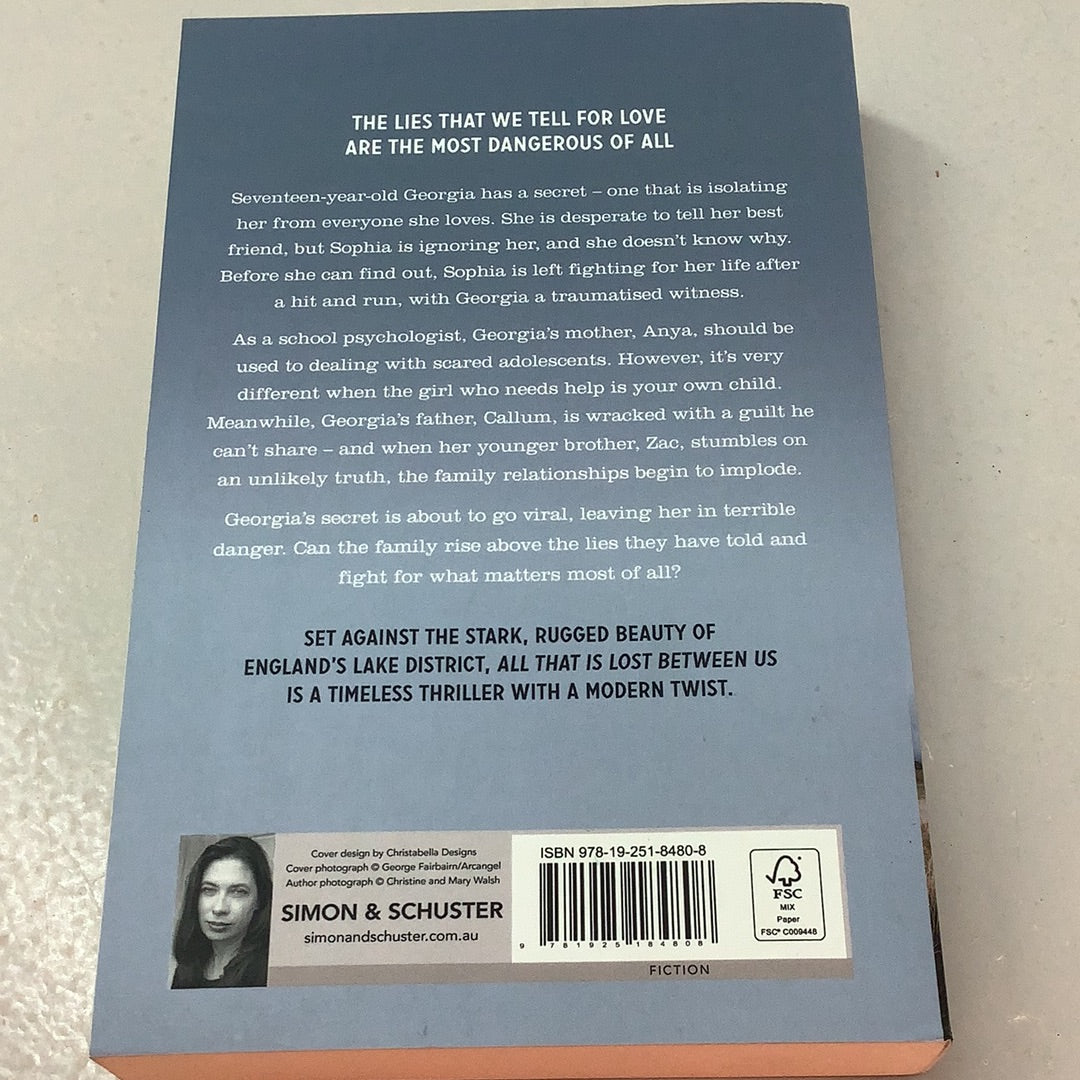 THE LIES THAT WE TELL FOR LOVE
ARE THE MOST DANGEROUS OF ALL
Seventeen-year-old Georgia has a secret – one that is isolating
her from everyone she loves. She is desperate to tell her best
friend, but Sophia is ignoring her, and she doesn't know why.
Before she can find out, Sophia is left fighting for her life after
a hit and run, with Georgia a traumatised witness.
As a school psychologist, Georgia's mother, Anya, should be
used to dealing with scared adolescents. However, it's very
different when the girl who needs help is your own child.
Meanwhile, Georgia's father, Callum, is wracked with a guilt he
can't share – and when her younger brother, Zac, stumbles on
an unlikely truth, the family relationships begin to implode.
Georgia's secret is about to go viral, leaving her in terrible
danger. Can the family rise above the lies they have told and
fight for what matters most of all?
SET AGAINST THE STARK, RUGGED BEAUTY OF
ENGLAND'S LAKE DISTRICT, ALL THAT IS LOST BETWEEN US
IS A TIMELESS THRILLER WITH A MODERN TWIST.
Cover design by Christabella Designs
Cover photograph © George Fairbairn/Arcangel
Author photograph © Christine and Mary Walsh
SIMON & SCHUSTER
simonandschuster.com.au
ISBN 978-19-251-8480-8
9 781925 184808
FSC
MIX
Paper
FSC® C009448
FICTION